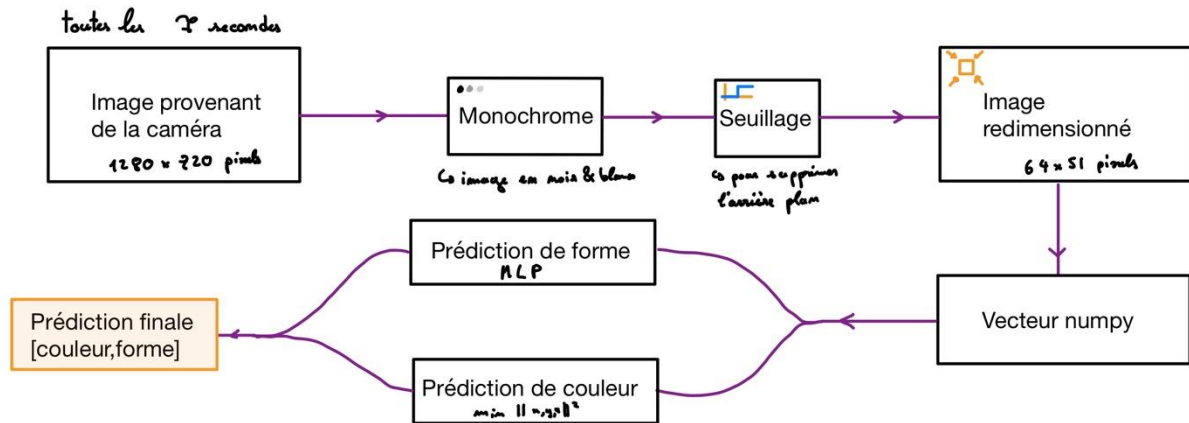 toutes les 7 secondes
Image provenant
de la caméra
1280 x 720 pixels
Monochrome
↳ image en noir & blanc
Seuillage
↳ pour supprimer
l'arrière plan
Image
redimensionné
64 x 51 pixels
Vecteur numpy
Prédiction de forme
MLP
Prédiction de couleur
min || x,y,z ||²
Prédiction finale
[couleur,forme]